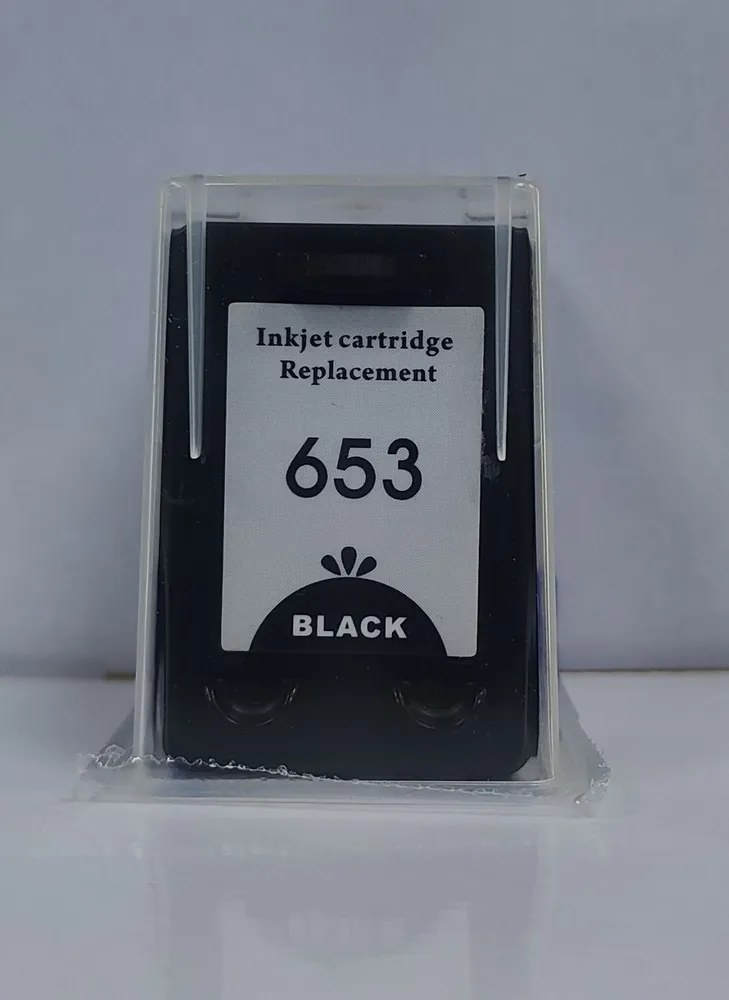 Inkjet cartridge
Replacement
653
BLACK